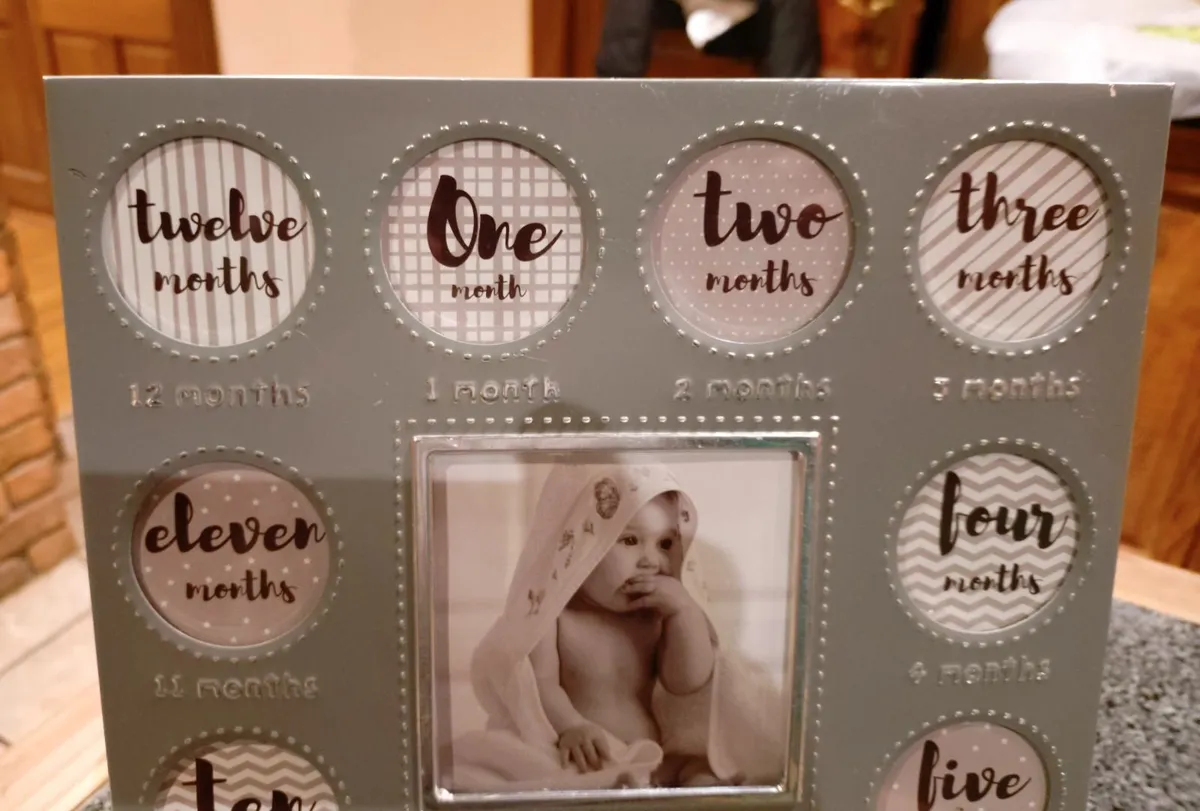 twelve
months
One
month
two
months
three
months
12 months
1 month
2 months
3 months
eleven
months
four
months
11 months
4 months
ten
five